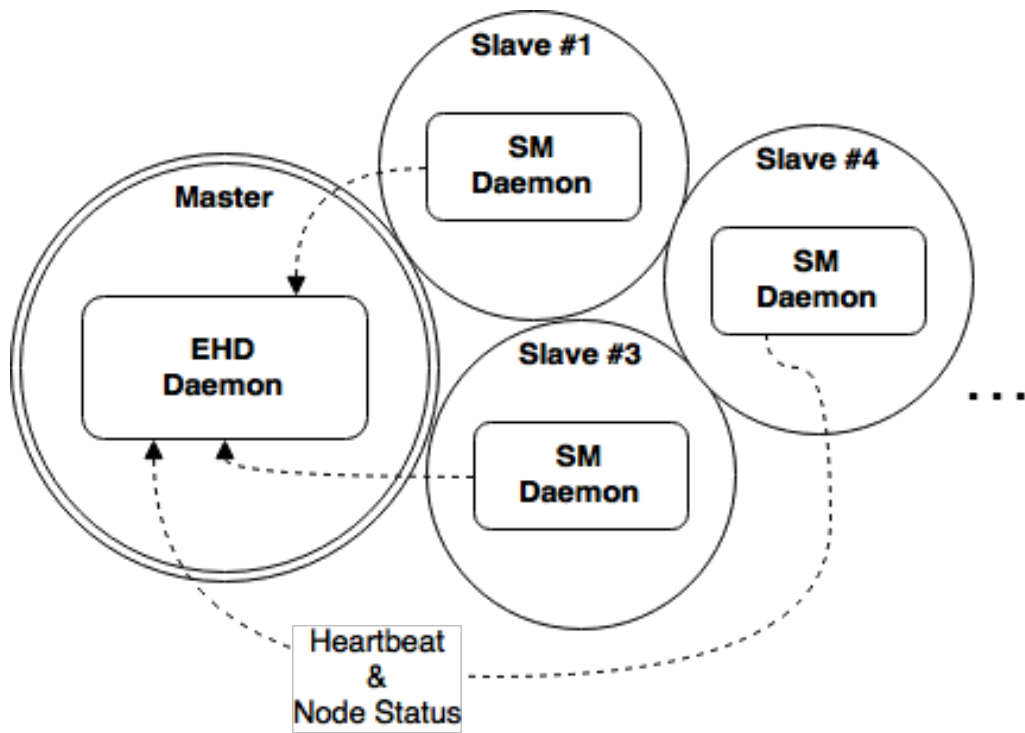 Slave #1
SM
Daemon
Slave #4
SM
Daemon
Master
EHD
Daemon
Slave #3
SM
Daemon
. . .
Heartbeat
&
Node Status